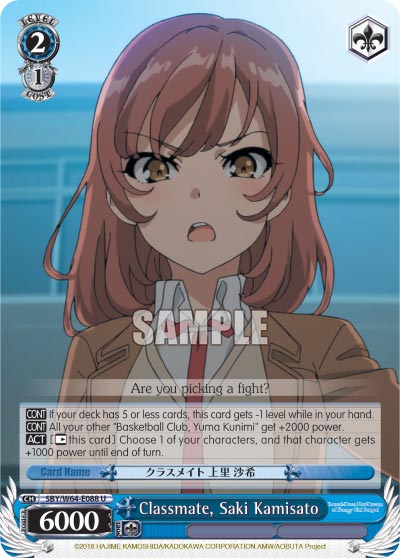 LEVEL
2
1
COST
SAMPLE
Are you picking a fight?
CONT If your deck has 5 or less cards, this card gets -1 level while in your hand.
CONT All your other "Basketball Club, Yuma Kunimi" get +2000 power.
ACT [this card] Choose 1 of your characters, and that character gets
+1000 power until end of turn.
Card Name
クラスメイト 上里 沙希
CH SBY/W64-E088 U
Classmate, Saki Kamisato
6000
©2018 HAJIME KAMOSHIDA/KADOKAWA CORPORATION AMW/AOBUTA Project